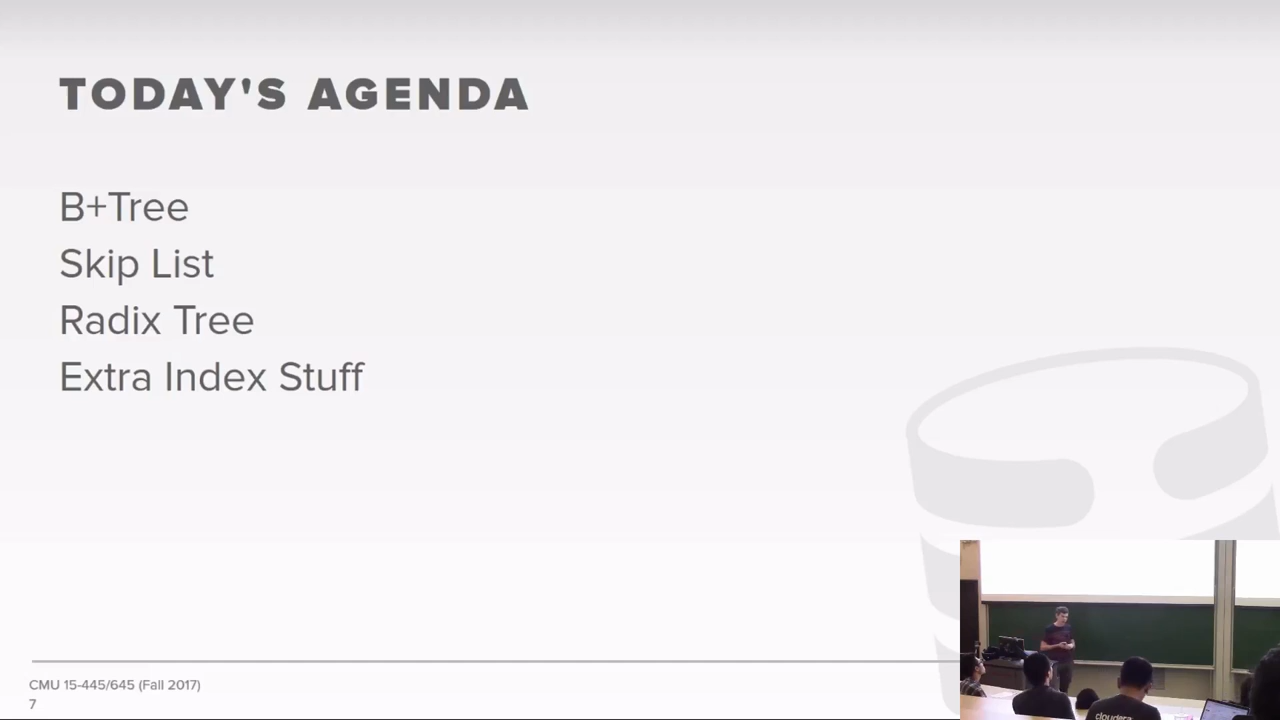 TODAY'S AGENDA
B+Tree
Skip List
Radix Tree
Extra Index Stuff
CMU 15-445/645 (Fall 2017)
7
cloudera